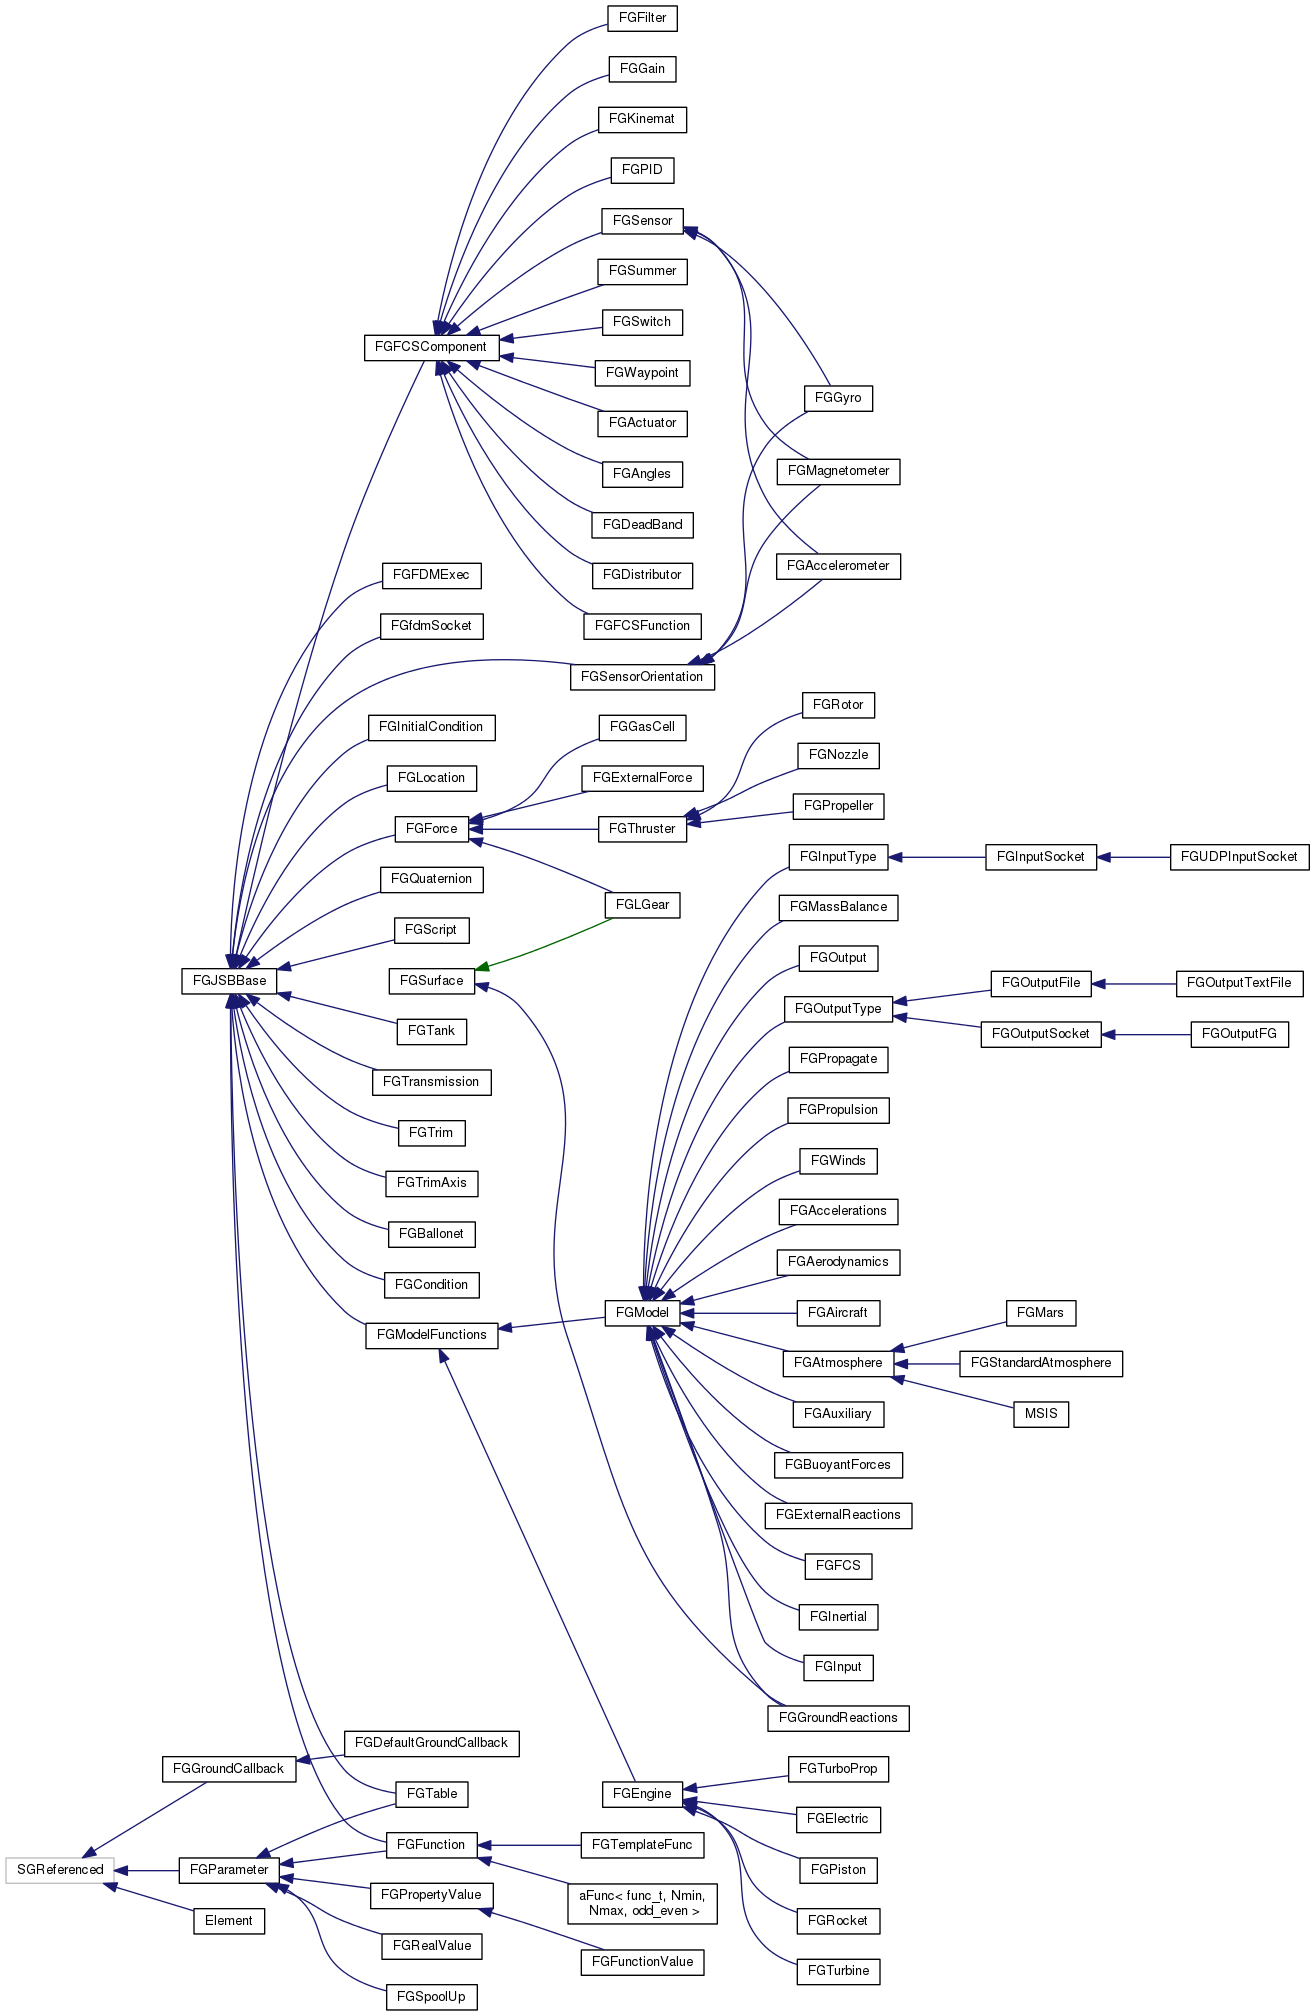 FGFilter
FGGain
FGKinemat
FGPID
FGSensor
FGSummer
FGSwitch
FGFCSComponent
FGWaypoint
FGGyro
FGActuator
FGMagnetometer
FGAngles
FGDeadBand
FGAccelerometer
FGFDMExec
FGDistributor
FGfdmSocket
FGFCSFunction
FGSensorOrientation
FGRotor
FGInitialCondition
FGGasCell
FGNozzle
FGLocation
FGExternalForce
FGPropeller
FGForce
FGThruster
FGInputType
FGInputSocket
FGUDPInputSocket
FGQuaternion
FGLGear
FGMassBalance
FGScript
FGOutput
FGJSBBase
FGSurface
FGOutputFile
FGOutputTextFile
FGOutputType
FGTank
FGOutputSocket
FGOutputFG
FGPropagate
FGTransmission
FGPropulsion
FGTrim
FGWinds
FGTrimAxis
FGAccelerations
FGBallonet
FGAerodynamics
FGCondition
FGModel
FGAircraft
FGMars
FGModelFunctions
FGAtmosphere
FGStandardAtmosphere
FGAuxiliary
MSIS
FGBuoyantForces
FGExternalReactions
FGFCS
FGInertial
FGInput
FGGroundReactions
FGDefaultGroundCallback
FGGroundCallback
FGTurboProp
FGTable
FGEngine
FGElectric
FGFunction
FGTemplateFunc
SGReferenced
FGParameter
FGPiston
FGPropertyValue
aFunc< func_t, Nmin,
Nmax, odd_even >
Element
FGRocket
FGRealValue
FGFunctionValue
FGTurbine
FGSpoolUp